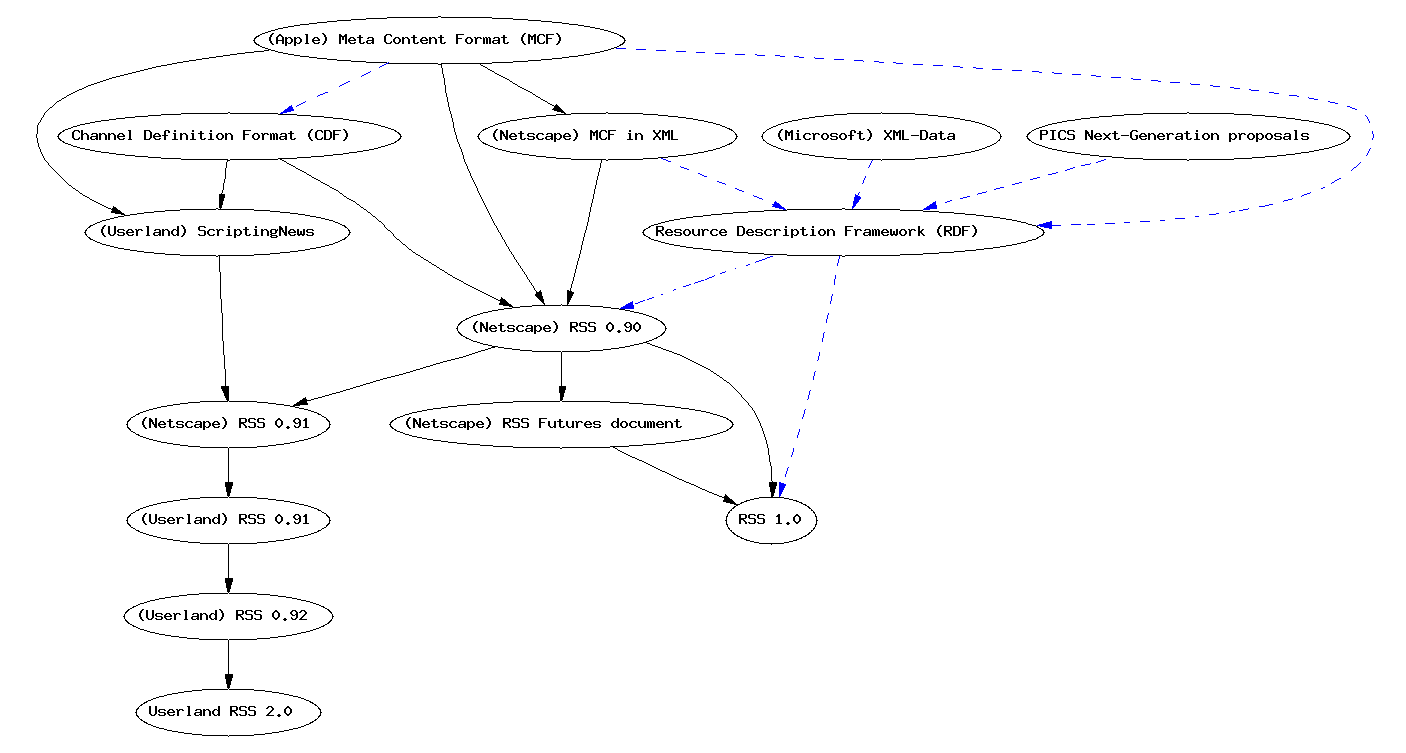 (Apple) Meta Content Format (MCF)
Channel Definition Format (CDF)
(Netscape) MCF in XML
(Microsoft) XML-Data
PICS Next-Generation proposals
(Userland) ScriptingNews
Resource Description Framework (RDF)
(Netscape) RSS 0.90
(Netscape) RSS 0.91
(Netscape) RSS Futures document
(Userland) RSS 0.91
RSS 1.0
(Userland) RSS 0.92
Userland RSS 2.0